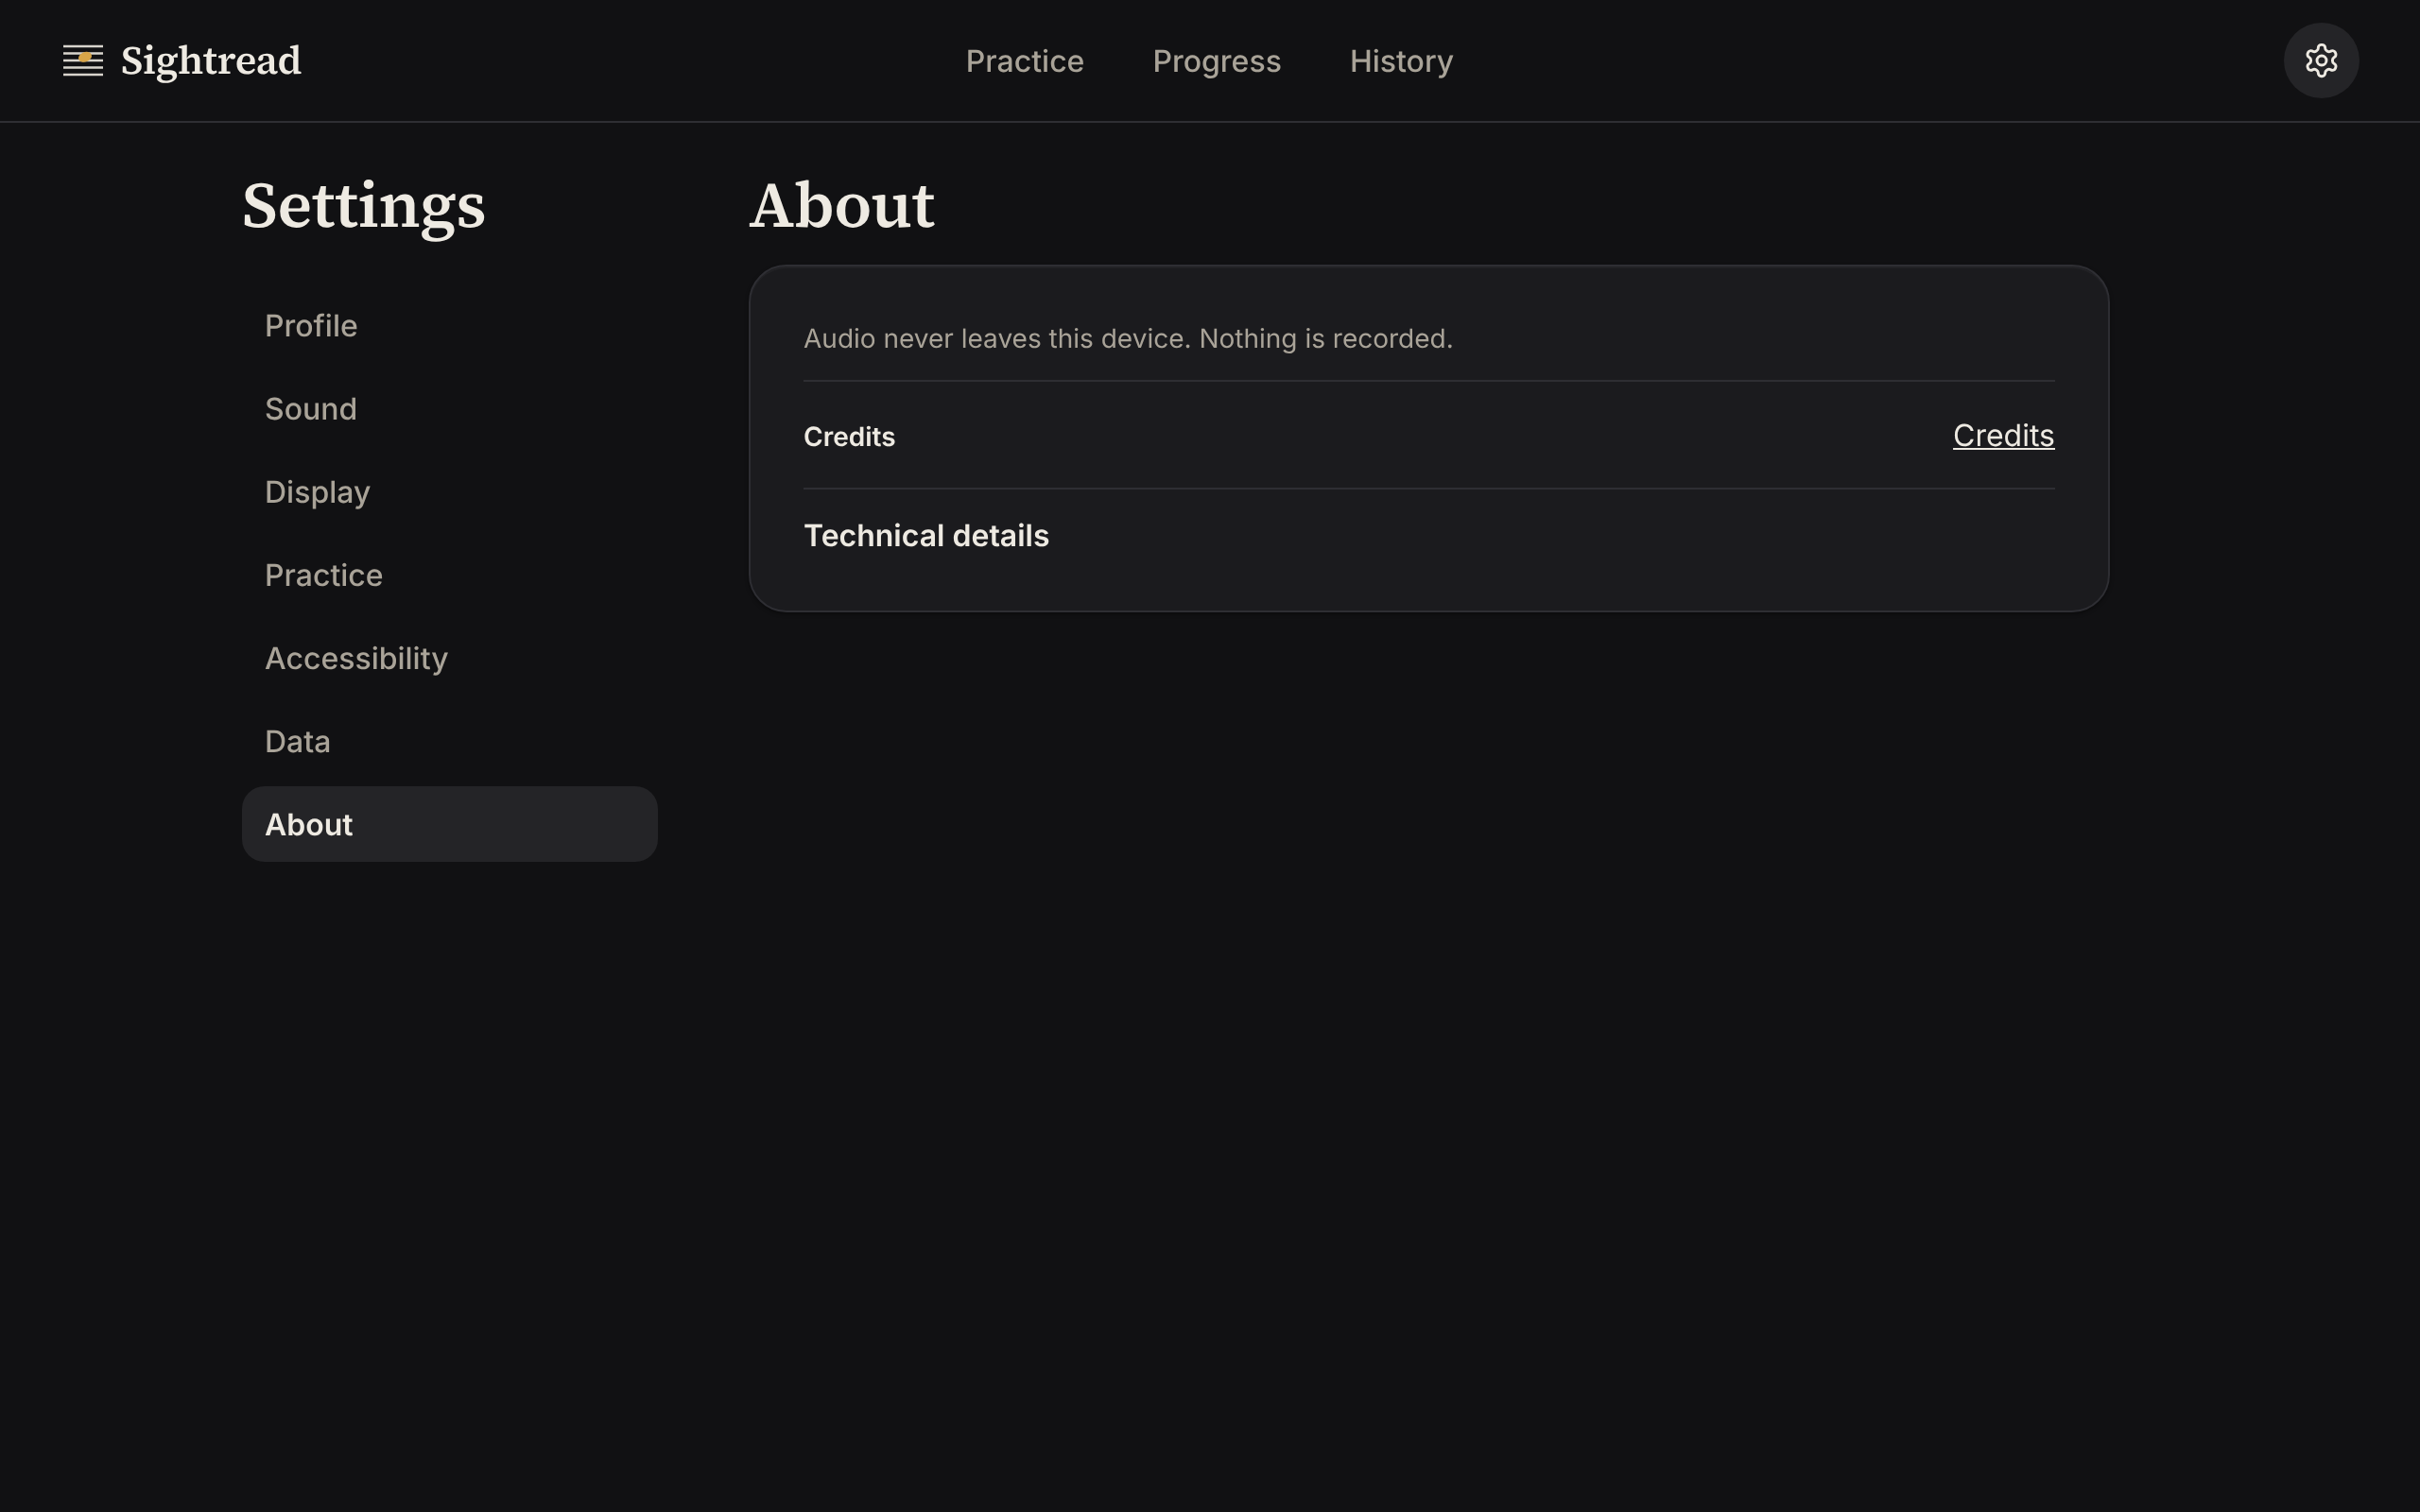 Sightread
Practice
Progress
History
Settings
Profile
Sound
Display
Practice
Accessibility
Data
About
About
Audio never leaves this device. Nothing is recorded.
Credits
Credits
Technical details